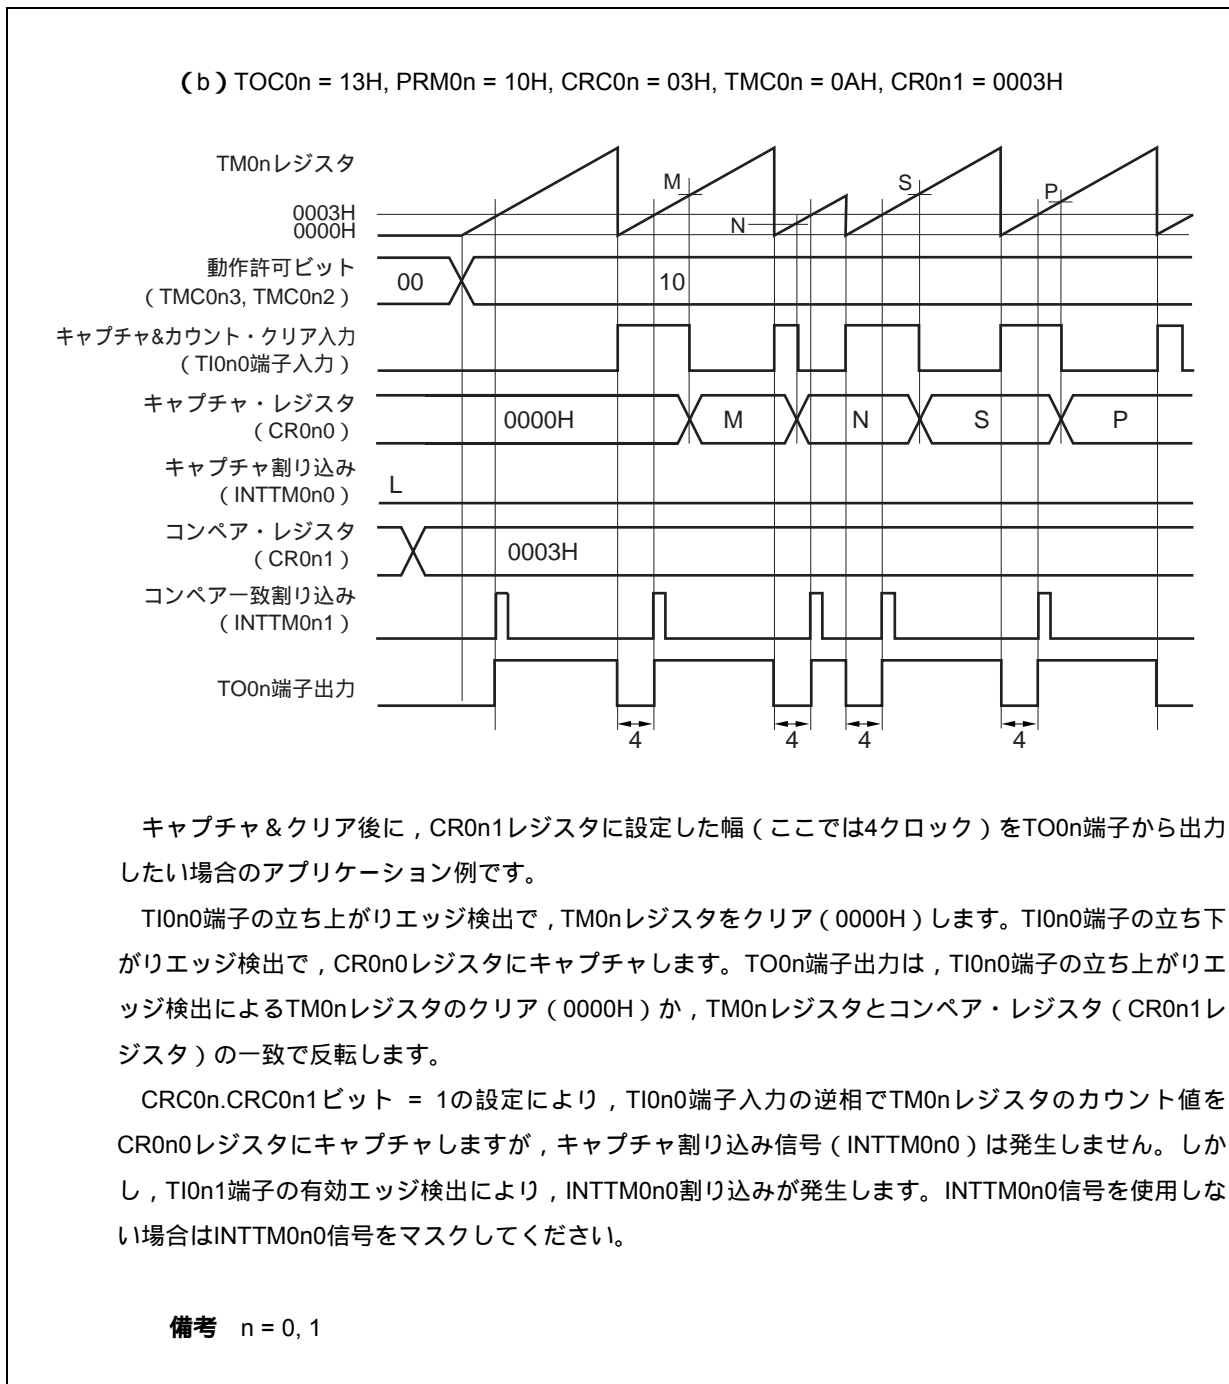 （b）TOC0n = 13H, PRM0n = 10H, CRC0n = 03H, TMC0n = 0AH, CR0n1 = 0003H
TM0nレジスタ
M
S
P
0003H
N
0000H
動作許可ビット
（TMC0n3, TMC0n2）
00
10
キャプチャ&カウント・クリア入力
（TI0n0端子入力）
キャプチャ・レジスタ
（CR0n0）
0000H
M
N
S
P
キャプチャ割り込み
（INTTM0n0）
L
コンペア・レジスタ
（CR0n1）
0003H
コンペア一致割り込み
（INTTM0n1）
TO0n端子出力
4
4
4
4
キャプチャ＆クリア後に，CR0n1レジスタに設定した幅（ここでは4クロック）をTO0n端子から出力
したい場合のアプリケーション例です。
TI0n0端子の立ち上がりエッジ検出で，TM0nレジスタをクリア（0000H）します。TI0n0端子の立ち下
がりエッジ検出で，CR0n0レジスタにキャプチャします。TO0n端子出力は，TI0n0端子の立ち上がりエ
ッジ検出によるTM0nレジスタのクリア（0000H）か，TM0nレジスタとコンペア・レジスタ（CR0n1レ
ジスタ）の一致で反転します。
CRC0n.CRC0n1ビット = 1の設定により，TI0n0端子入力の逆相でTM0nレジスタのカウント値を
CR0n0レジスタにキャプチャしますが，キャプチャ割り込み信号（INTTM0n0）は発生しません。しか
し，TI0n1端子の有効エッジ検出により，INTTM0n0割り込みが発生します。INTTM0n0信号を使用しな
い場合はINTTM0n0信号をマスクしてください。
備考 n = 0, 1